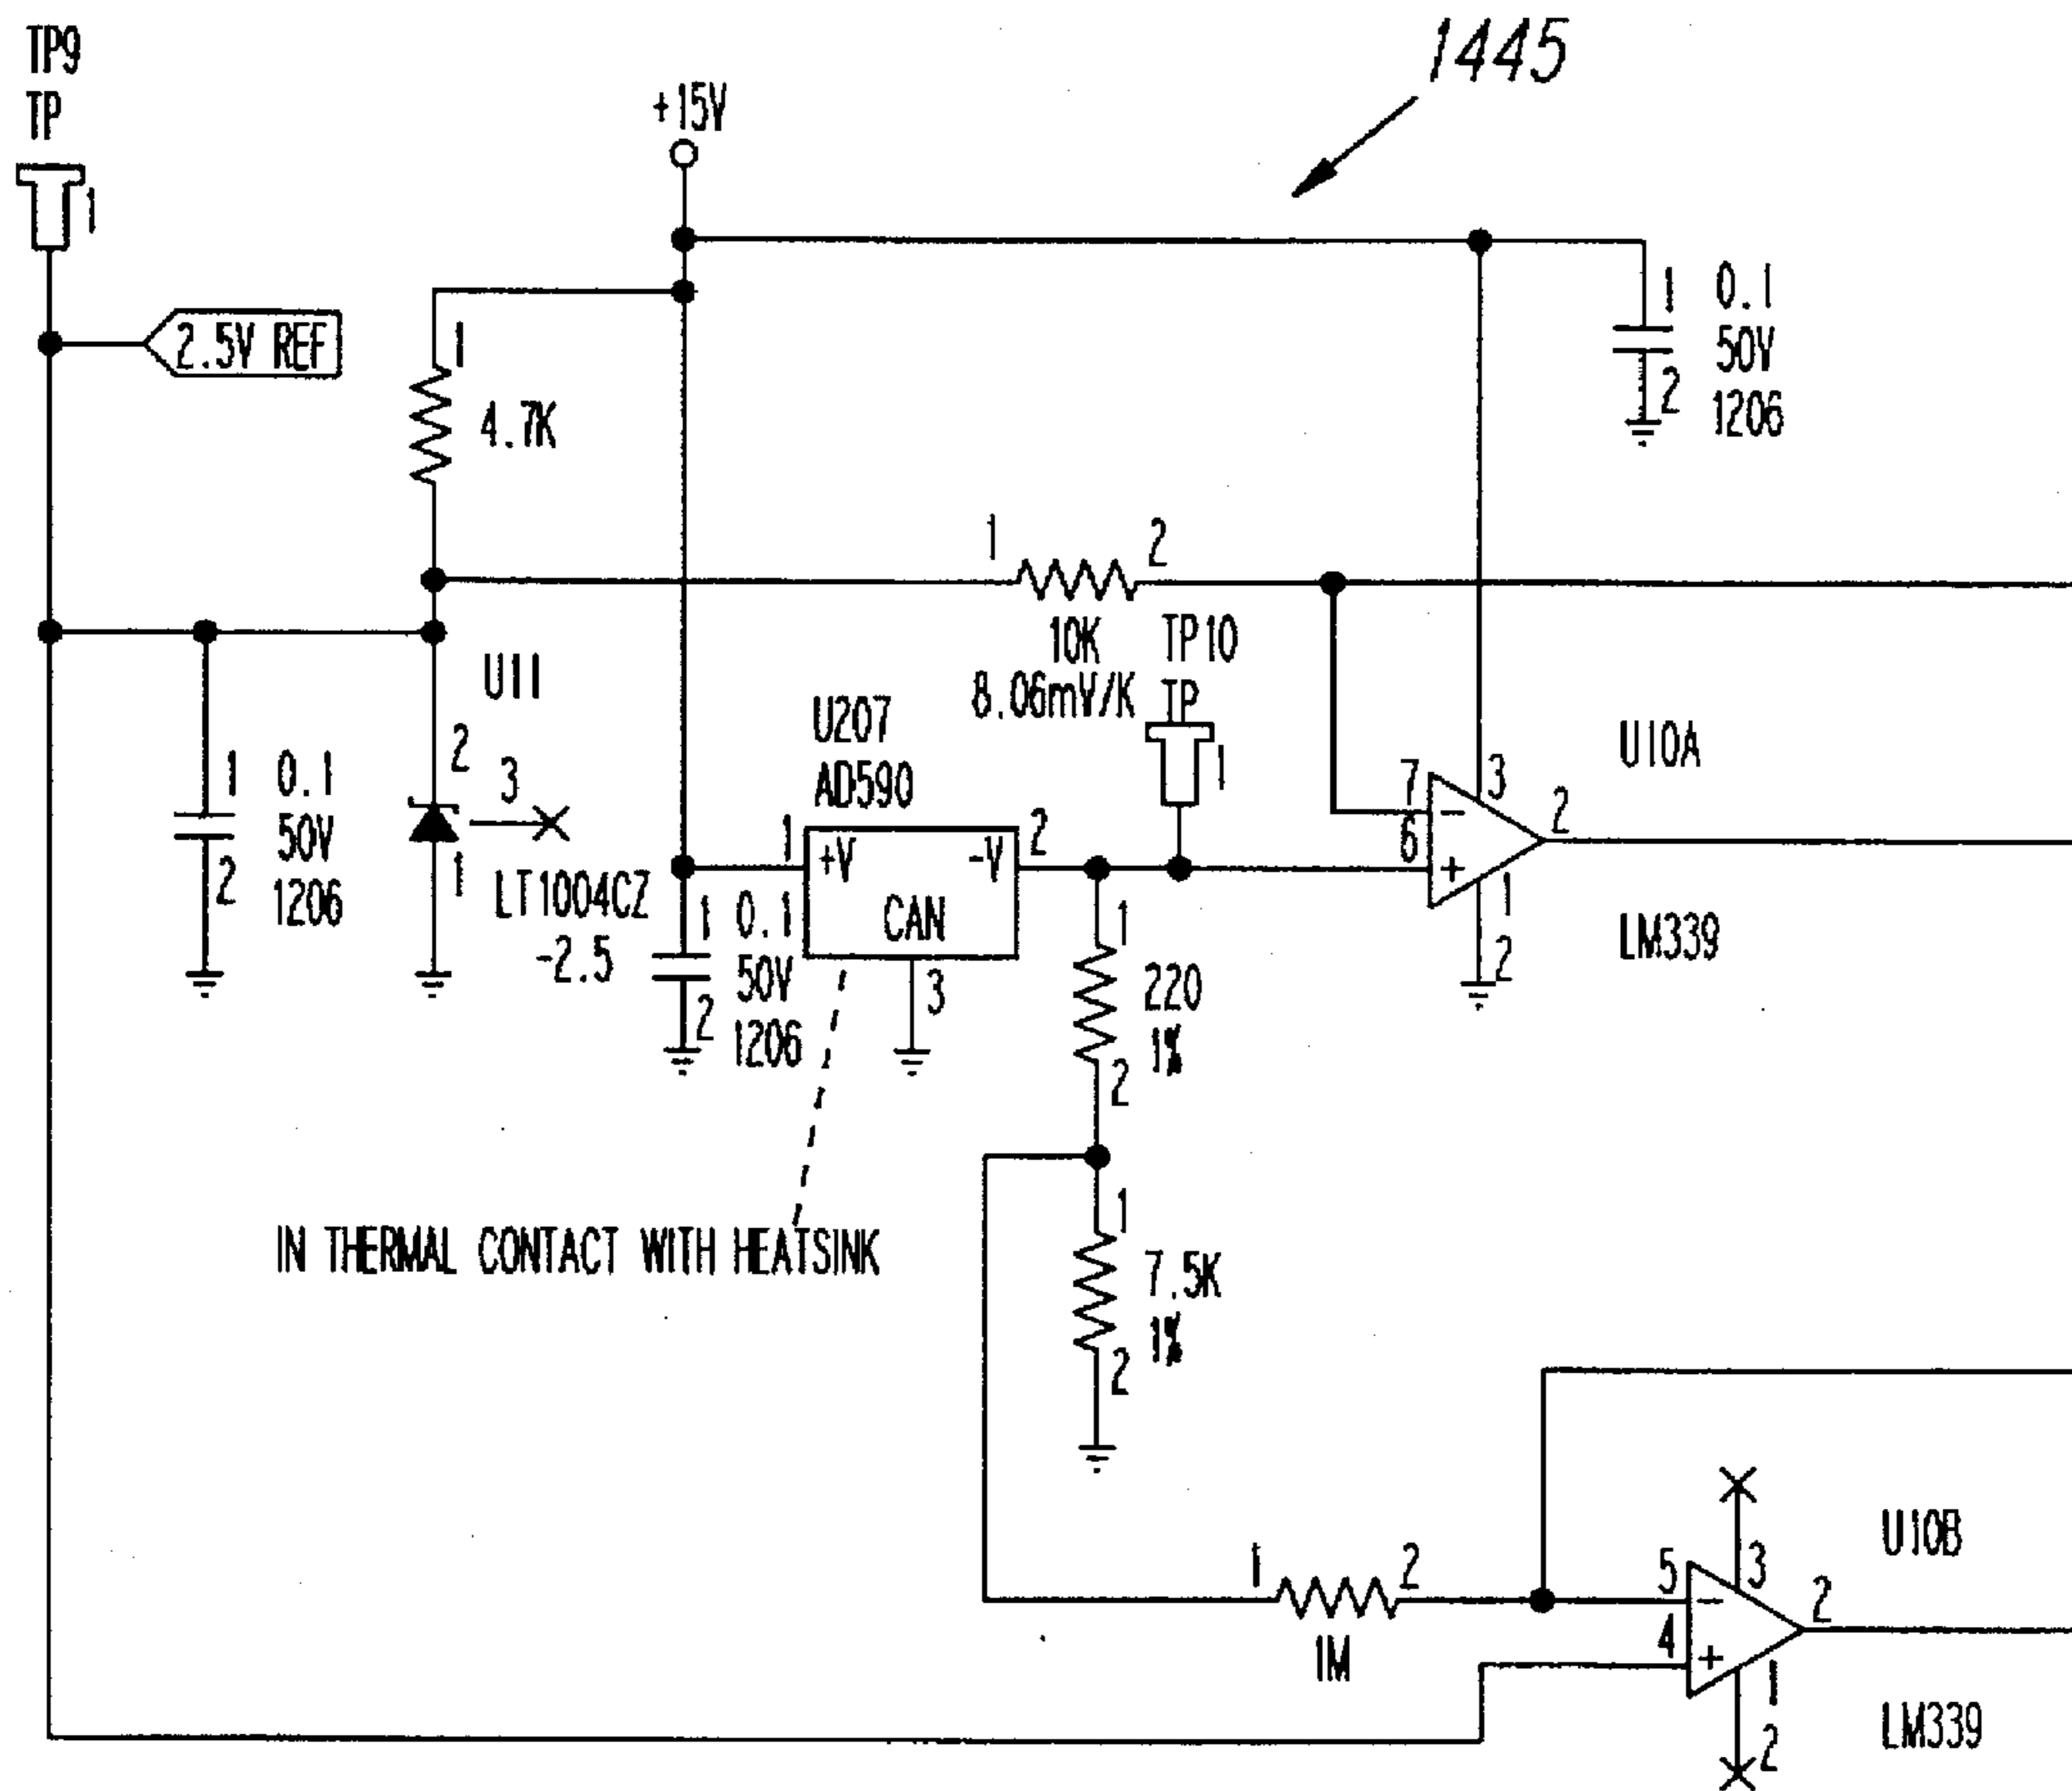 TP9
TP
1
1445
+15V
2.5V REF
1
4.7K
1 0.1
50V
2 1206
1 2
10K
8.06mV/K
TP10
TP
1
U11
2
3
1
LT1004CZ
-2.5
1 0.1
50V
2 1206
U207
AD590
1 +V -V 2
CAN
3
1 0.1
50V
2 1206
U10A
7 3
- 2
6
+ 1
2
LM339
1
220
1%
2
IN THERMAL CONTACT WITH HEATSINK
1
7.5K
1%
2
1 2
1M
U10B
5 3
- 2
4
+ 1
2
LM339